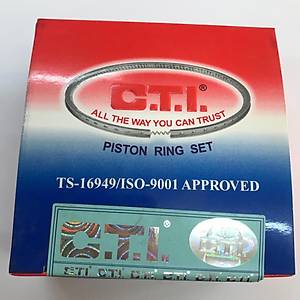 C.T.I.®
ALL THE WAY YOU CAN TRUST
PISTON RING SET
TS-16949/ISO-9001 APPROVED
C.T.I.